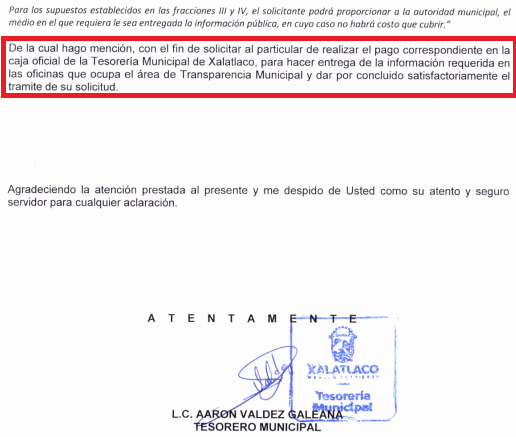 Para los supuestos establecidos en las fracciones III y IV, el solicitante podrá proporcionar a la autoridad municipal, el
medio en el que requiera le sea entregada la información pública, en cuyo caso no habrá costo que cubrir."
De la cual hago mención, con el fin de solicitar al particular de realizar el pago correspondiente en la
caja oficial de la Tesorería Municipal de Xalatlaco, para hacer entrega de la información requerida en
las oficinas que ocupa el área de Transparencia Municipal y dar por concluido satisfactoriamente el
tramite de su solicitud.
Agradeciendo la atención prestada al presente y me despido de Usted como su atento y seguro
servidor para cualquier aclaración.
A T E N T A M E N T E
XALATLACO
Tesorería
Municipal
L.C. AARON VALDEZ GALEANA
TESORERO MUNICIPAL